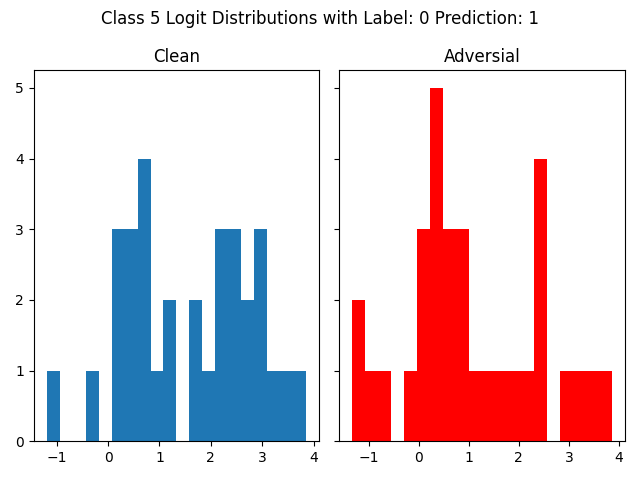 Class 5 Logit Distributions with Label: 0 Prediction: 1
Clean
Adversial
5
4
3
2
1
0
−1 0 1 2 3 4
−1 0 1 2 3 4